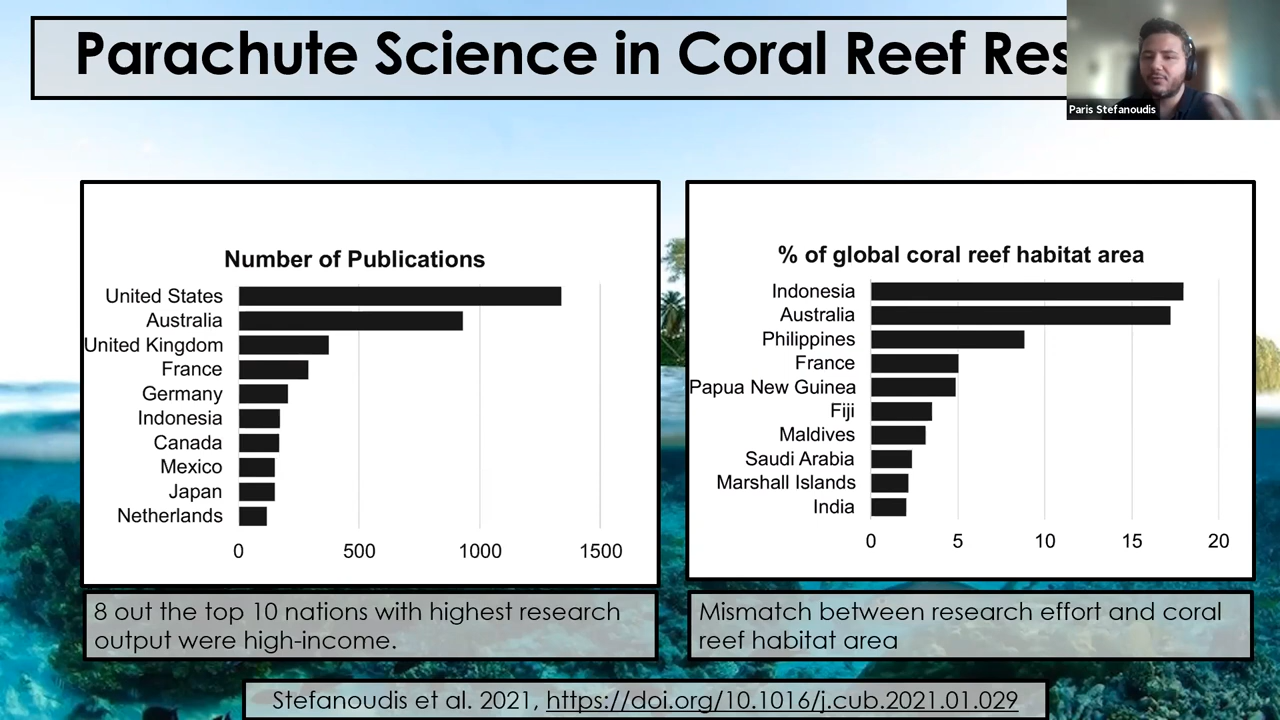 Parachute Science in Coral Reef Res
Paris Stefanoudis
Number of Publications
United States
Australia
United Kingdom
France
Germany
Indonesia
Canada
Mexico
Japan
Netherlands
0 500 1000 1500
8 out the top 10 nations with highest research
output were high-income.
% of global coral reef habitat area
Indonesia
Australia
Philippines
France
Papua New Guinea
Fiji
Maldives
Saudi Arabia
Marshall Islands
India
0 5 10 15 20
Mismatch between research effort and coral
reef habitat area
Stefanoudis et al. 2021, https://doi.org/10.1016/j.cub.2021.01.029